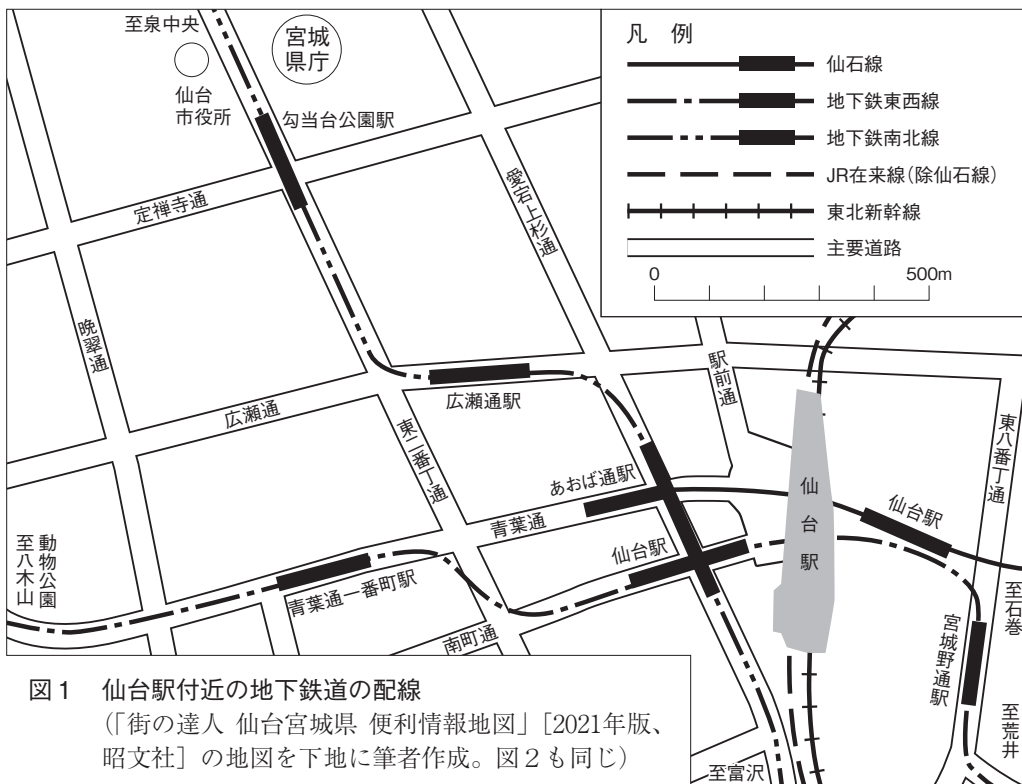 至泉中央
宮城
県庁
仙台
市役所
勾当台公園駅
定禅寺通
愛宕上杉通
晩翠通
広瀬通駅
広瀬通
東二番丁通
駅前通
東八番丁通
あおば通駅
青葉通
仙台駅
仙台駅
仙台駅
動物公園
至八木山
青葉通一番町駅
南町通
至石巻
宮城野通駅
至荒井
至富沢
凡 例
仙石線
地下鉄東西線
地下鉄南北線
JR在来線(除仙石線)
東北新幹線
主要道路
0 500m
図1 仙台駅付近の地下鉄道の配線
(「街の達人 仙台宮城県 便利情報地図」[2021年版、
昭文社]の地図を下地に筆者作成。図2も同じ)